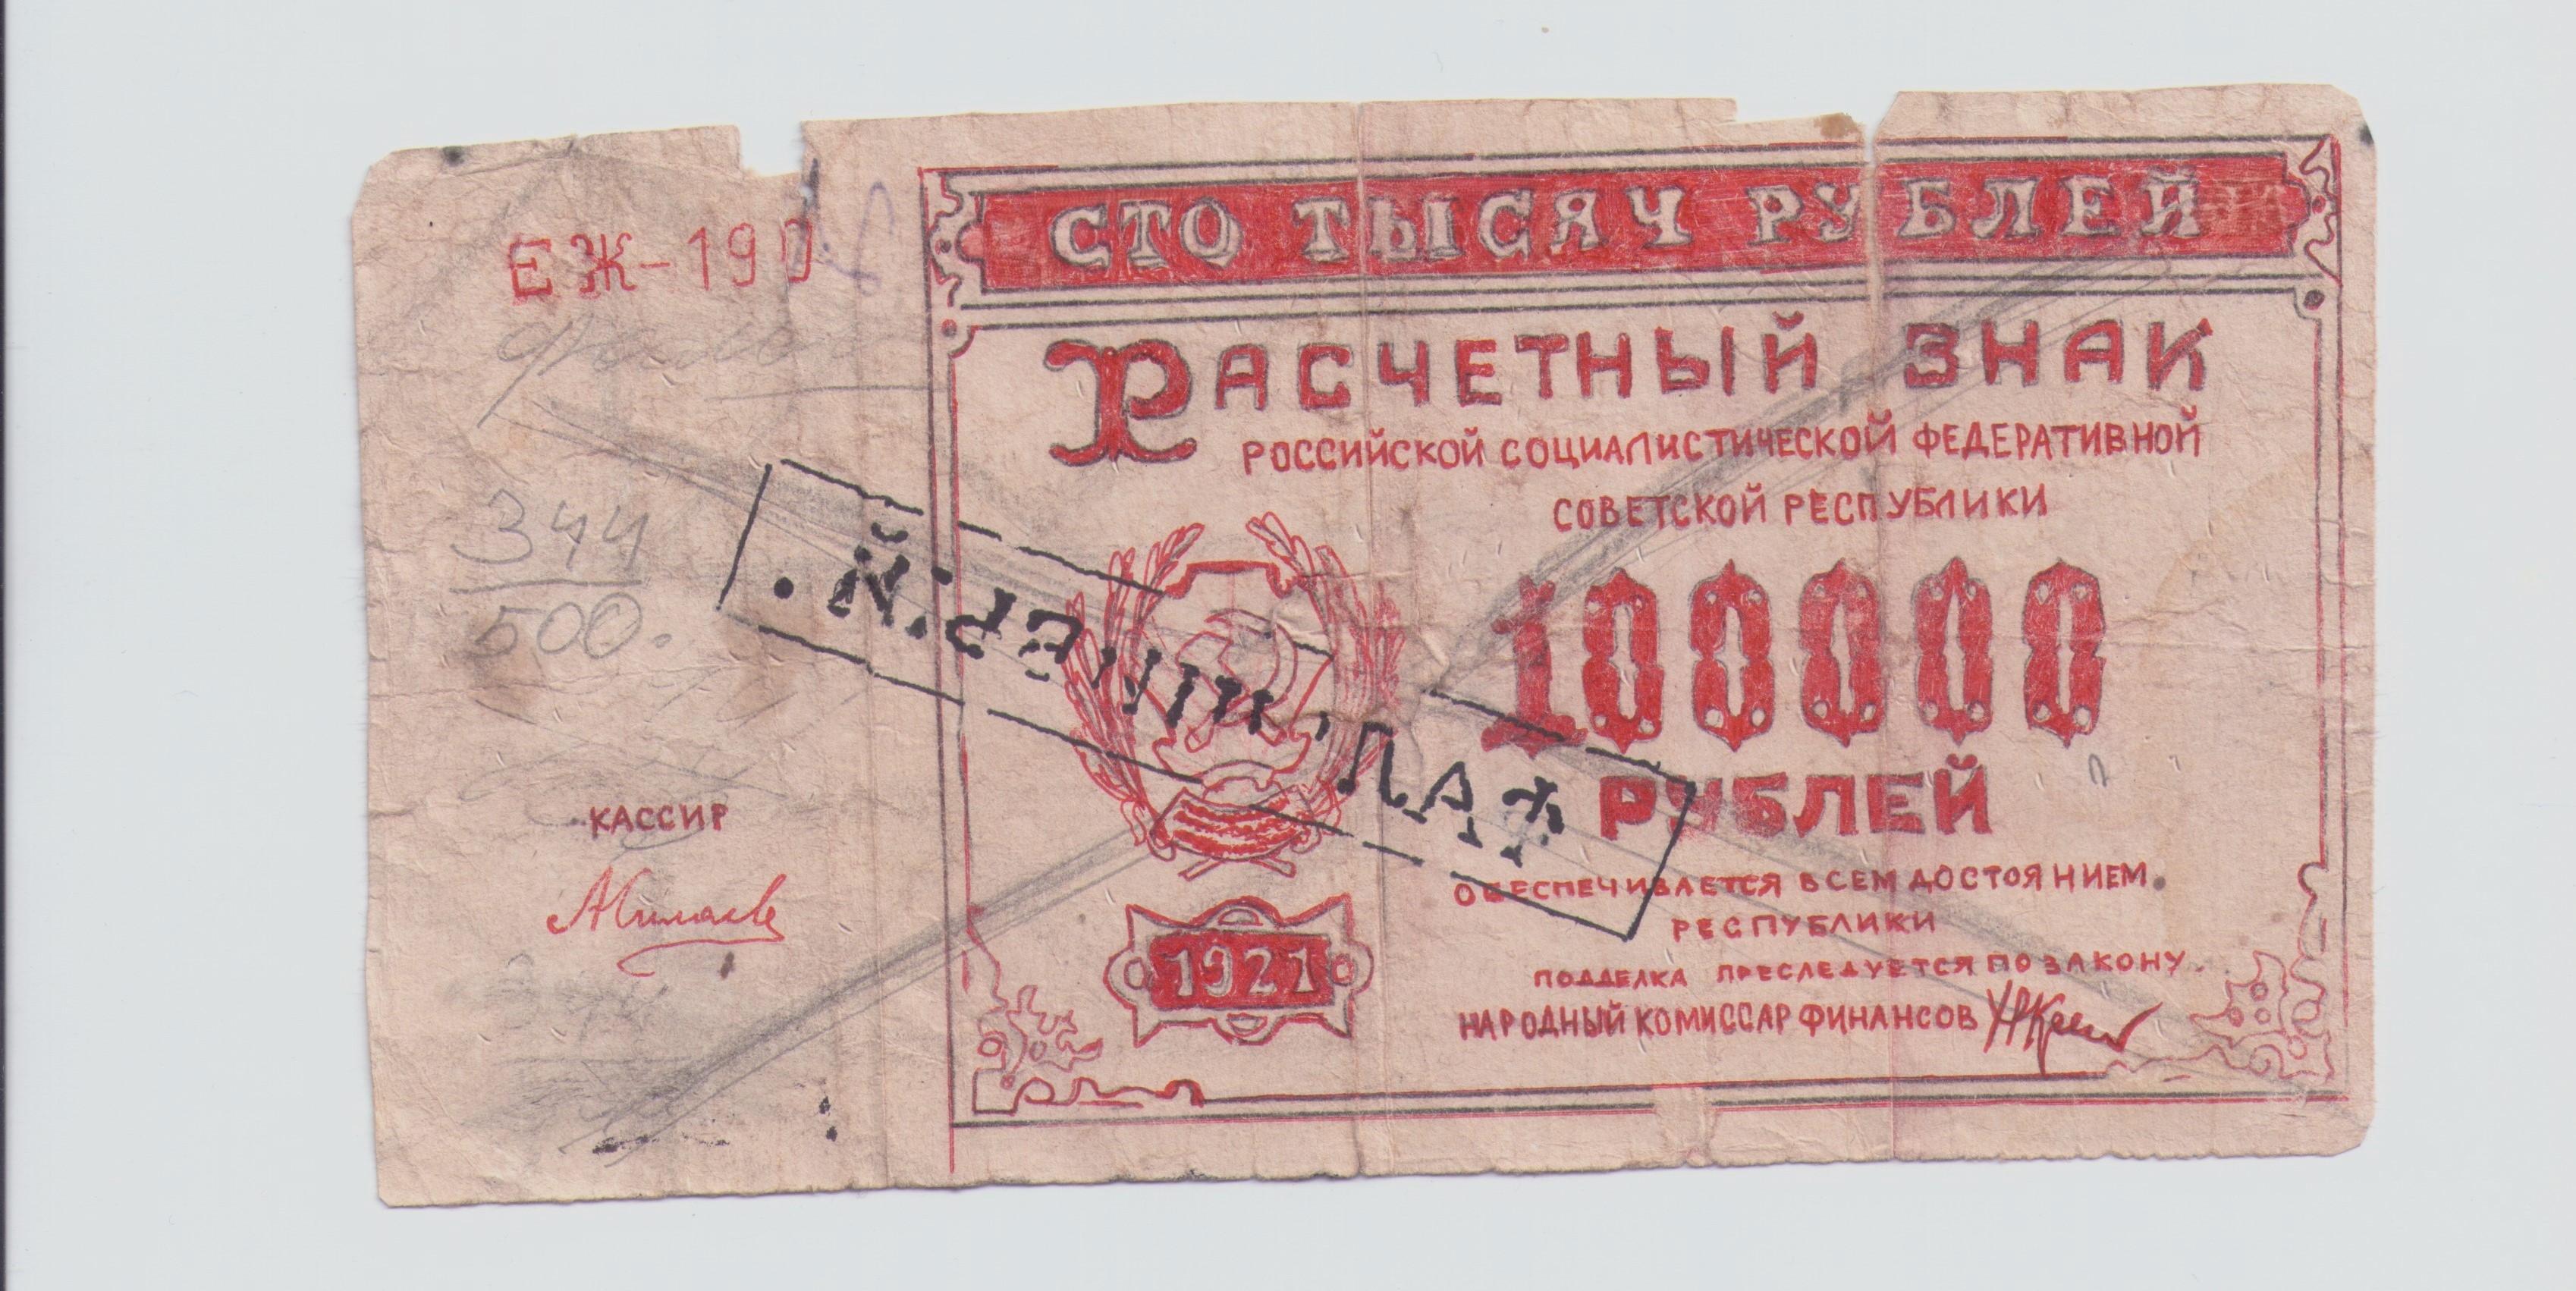 ЕЖ-190
СТО ТЫСЯЧ РУБЛЕЙ
РАСЧЕТНЫЙ ЗНАК
РОССИЙСКОЙ СОЦИАЛИСТИЧЕСКОЙ ФЕДЕРАТИВНОЙ
СОВЕТСКОЙ РЕСПУБЛИКИ
344
500.
100000
РУБЛЕЙ
КАССИР
ОБЕСПЕЧИВАЕТСЯ ВСЕМ ДОСТОЯНИЕМ.
РЕСПУБЛИКИ
ПОДДЕЛКА ПРЕСЛЕДУЕТСЯ ПО ЗАКОНУ.
НАРОДНЫЙ КОМИССАР ФИНАНСОВ
1921